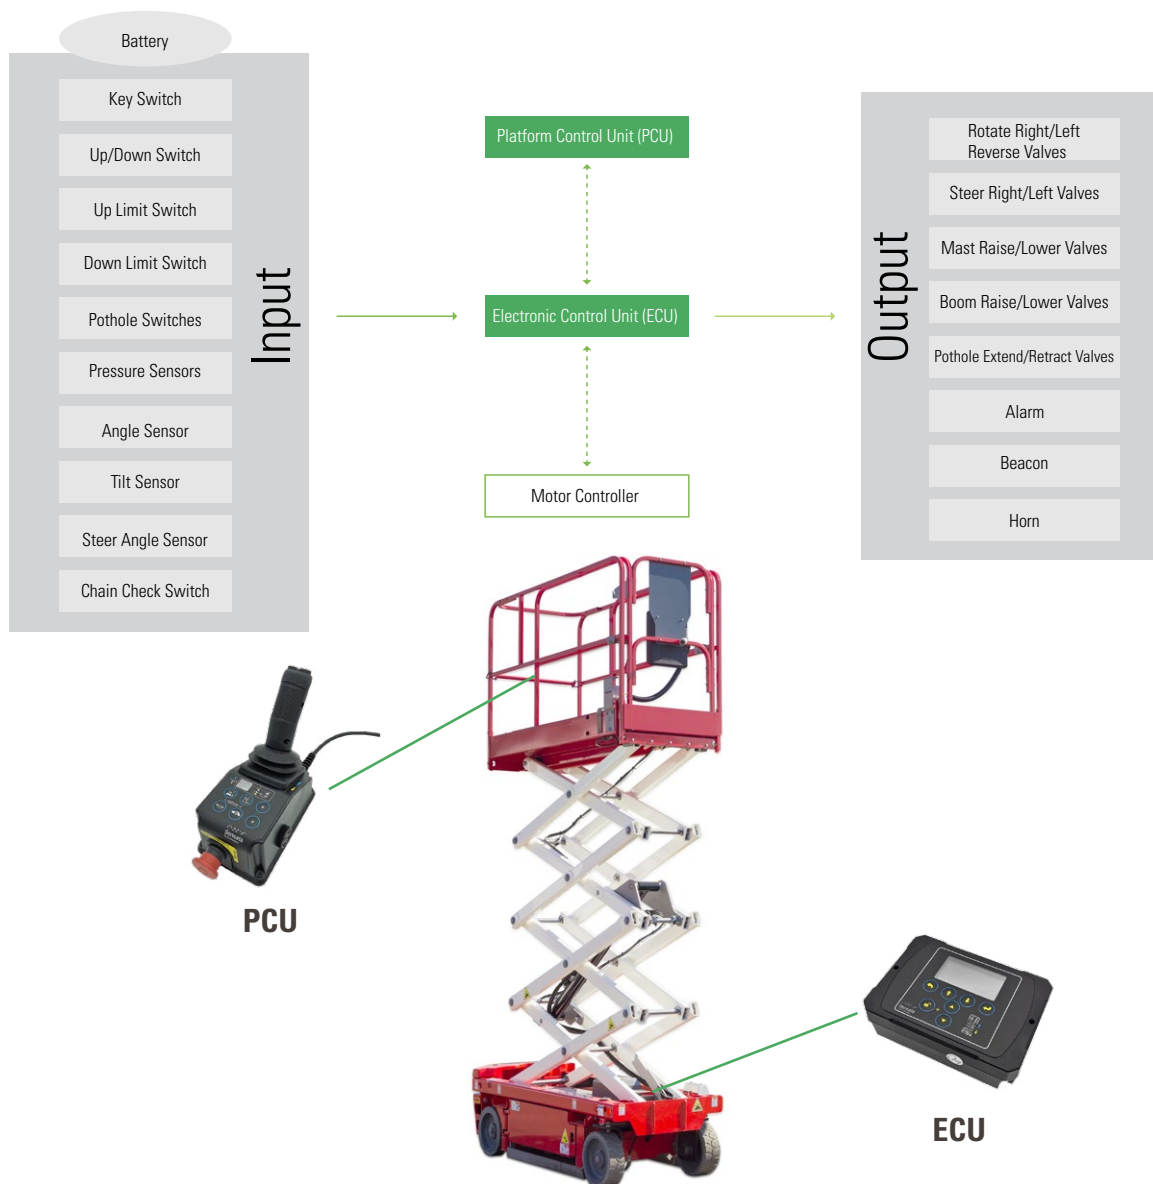 Battery
Key Switch
Up/Down Switch
Up Limit Switch
Down Limit Switch
Pothole Switches
Pressure Sensors
Angle Sensor
Tilt Sensor
Steer Angle Sensor
Chain Check Switch
Input
Platform Control Unit (PCU)
Electronic Control Unit (ECU)
Motor Controller
Output
Rotate Right/Left
Reverse Valves
Steer Right/Left Valves
Mast Raise/Lower Valves
Boom Raise/Lower Valves
Pothole Extend/Retract Valves
Alarm
Beacon
Horn
PCU
ECU